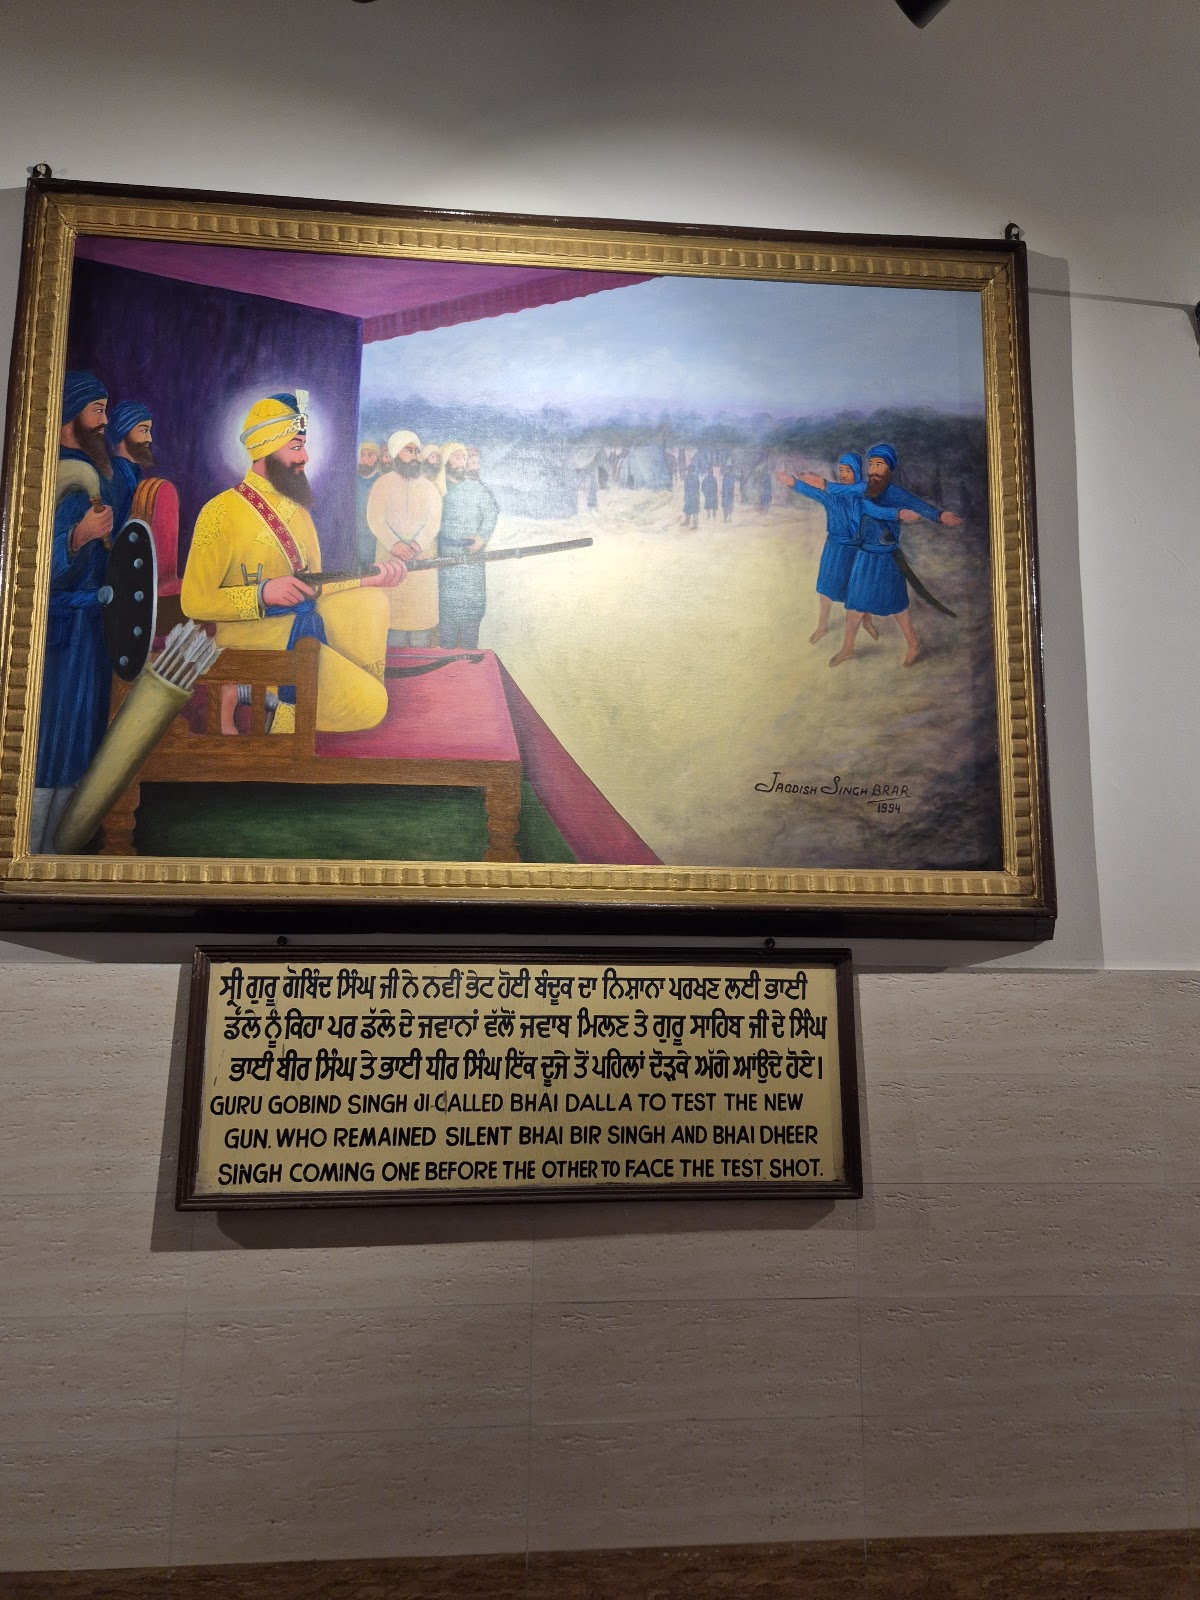 JAGDISH SINGH BRAR
1994
ਸ੍ਰੀ ਗੁਰੂ ਗੋਬਿੰਦ ਸਿੰਘ ਜੀ ਨੇ ਨਵੀਂ ਭੇਟ ਹੋਈ ਬੰਦੂਕ ਦਾ ਨਿਸ਼ਾਨਾ ਪਰਖਣ ਲਈ ਭਾਈ
ਡੱਲੇ ਨੂੰ ਕਿਹਾ ਪਰ ਡੱਲੇ ਦੇ ਜਵਾਨਾਂ ਵੱਲੋਂ ਜਵਾਬ ਮਿਲਣ ਤੇ ਗੁਰੂ ਸਾਹਿਬ ਜੀ ਦੇ ਸਿੰਘ
ਭਾਈ ਬੀਰ ਸਿੰਘ ਤੇ ਭਾਈ ਧੀਰ ਸਿੰਘ ਇੱਕ ਦੂਜੇ ਤੋਂ ਪਹਿਲਾਂ ਦੌੜਕੇ ਅੱਗੇ ਆਉਂਦੇ ਹੋਏ।
GURU GOBIND SINGH JI CALLED BHAI DALLA TO TEST THE NEW
GUN. WHO REMAINED SILENT BHAI BIR SINGH AND BHAI DHEER
SINGH COMING ONE BEFORE THE OTHER TO FACE THE TEST SHOT.